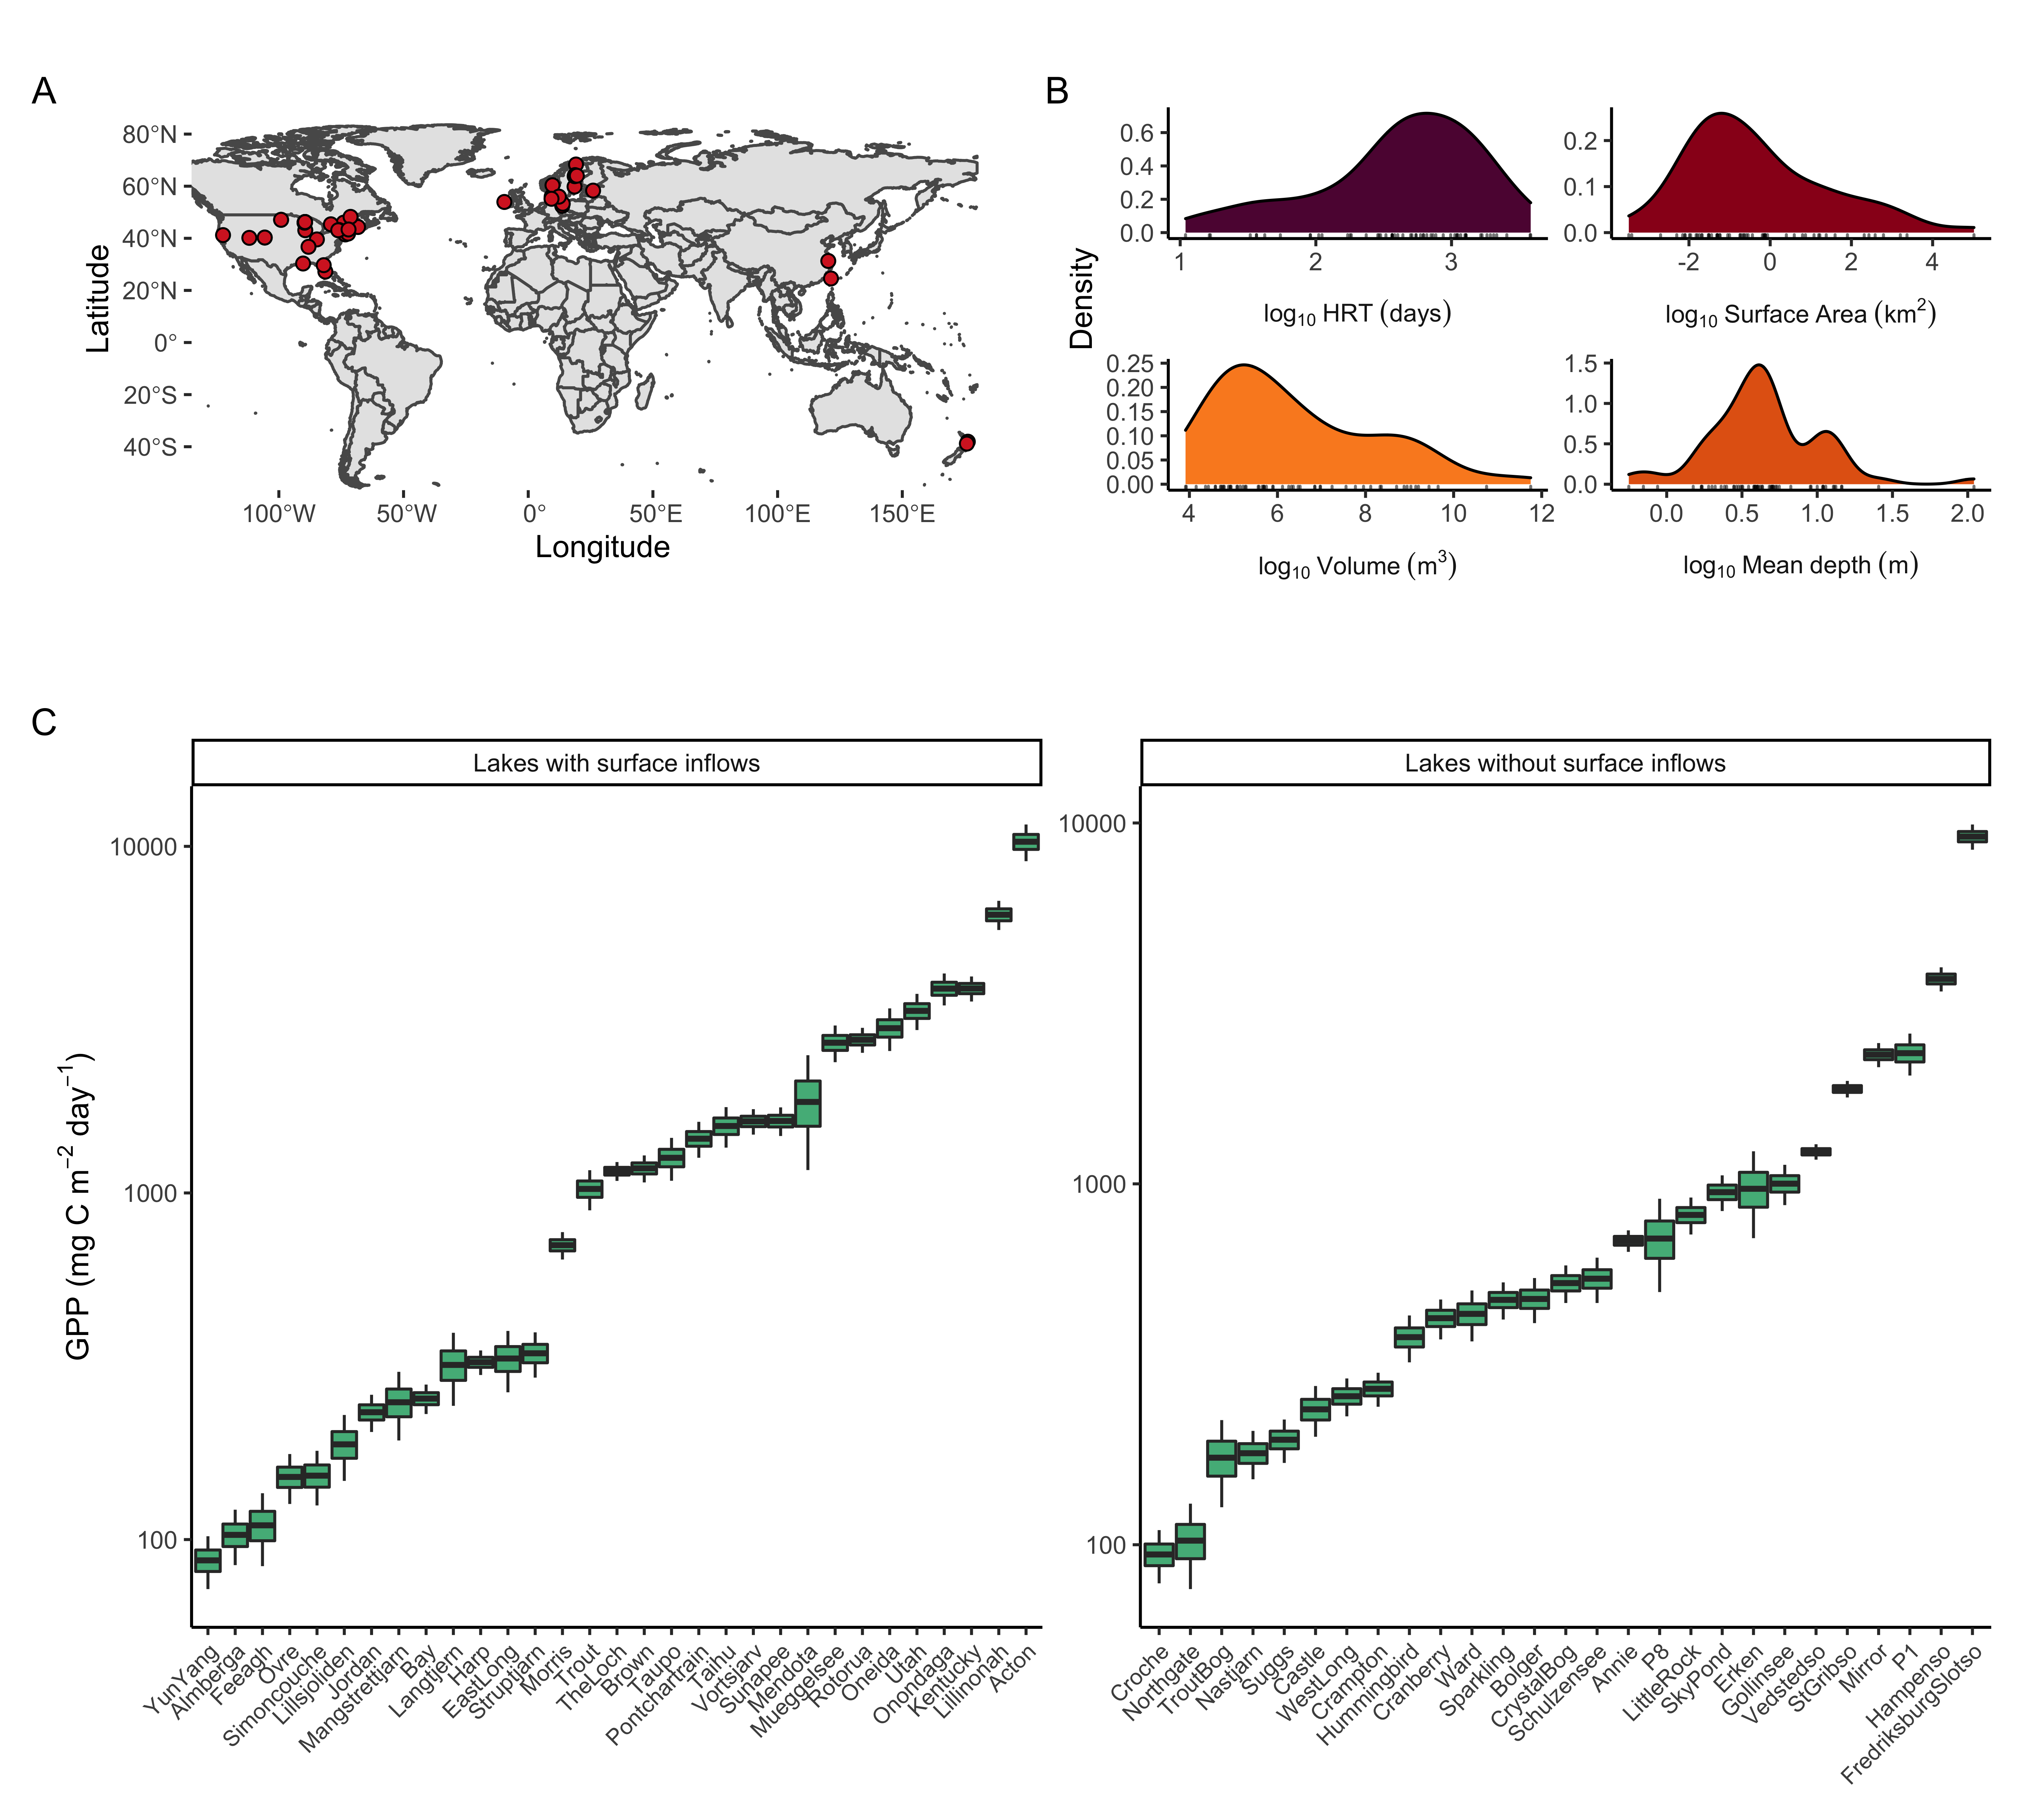 A
80°N
60°N
40°N
20°N
0°
20°S
40°S
Latitude
100°W 50°W 0° 50°E 100°E 150°E
Longitude
B
Density
0.6
0.4
0.2
0.0
1 2 3
log10 HRT (days)
0.2
0.1
0.0
-2 0 2 4
log10 Surface Area (km2)
0.25
0.20
0.15
0.10
0.05
0.00
4 6 8 10 12
log10 Volume (m3)
1.5
1.0
0.5
0.0
0.0 0.5 1.0 1.5 2.0
log10 Mean depth (m)
C
GPP (mg C m−2 day−1)
Lakes with surface inflows
10000
1000
100
YunYang
Almberga
Feeagh
Ovre
Simoncouche
Lillsjoliden
Jordan
Mangstrettjarn
Bay
Langtjern
Harp
EastLong
Struptjarn
Morris
Trout
TheLoch
Brown
Taupo
Pontchartrain
Taihu
Vortsjarv
Sunapee
Mendota
Mueggelsee
Rotorua
Oneida
Utah
Onondaga
Kentucky
Lillinonah
Acton
Lakes without surface inflows
10000
1000
100
Croche
Northgate
TroutBog
Nastjarn
Suggs
Castle
WestLong
Crampton
Hummingbird
Cranberry
Ward
Sparkling
Bolger
CrystalBog
Schulzensee
Annie
P8
LittleRock
SkyPond
Erken
Gollinsee
Vedstedso
StGribso
Mirror
P1
Hampenso
FredriksburgSlotso